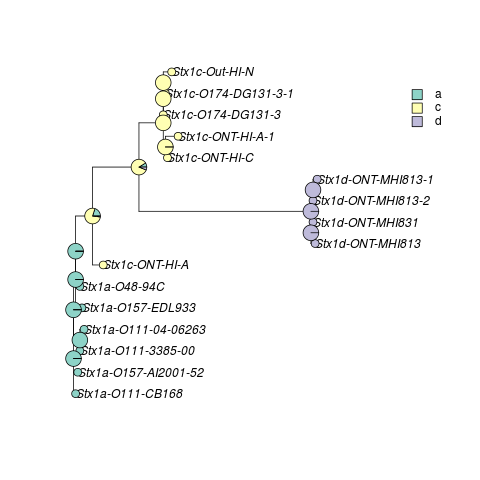 Stx1c-Out-HI-N
a
Stx1c-O174-DG131-3-1
c
Stx1c-O174-DG131-3
d
Stx1c-ONT-HI-A-1
Stx1c-ONT-HI-C
Stx1d-ONT-MHI813-1
Stx1d-ONT-MHI813-2
Stx1d-ONT-MHI831
Stx1d-ONT-MHI813
Stx1c-ONT-HI-A
Stx1a-O48-94C
Stx1a-O157-EDL933
Stx1a-O111-04-06263
Stx1a-O111-3385-00
Stx1a-O157-AI2001-52
Stx1a-O111-CB168